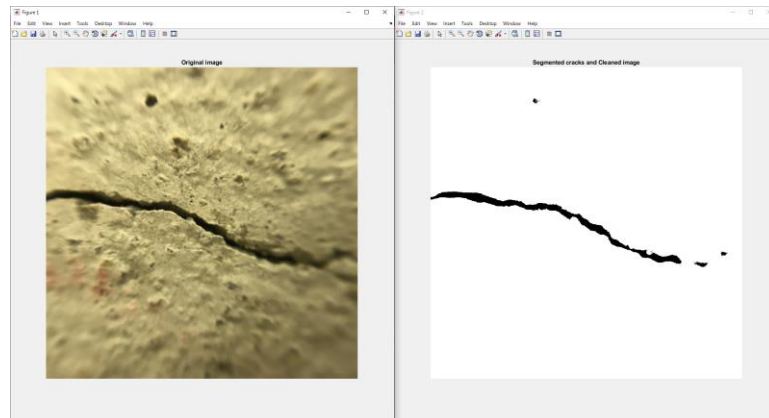 Figure 1
File Edit View Insert Tools Desktop Window Help
Original image
Figure 2
File Edit View Insert Tools Desktop Window Help
Segmented cracks and Cleaned image